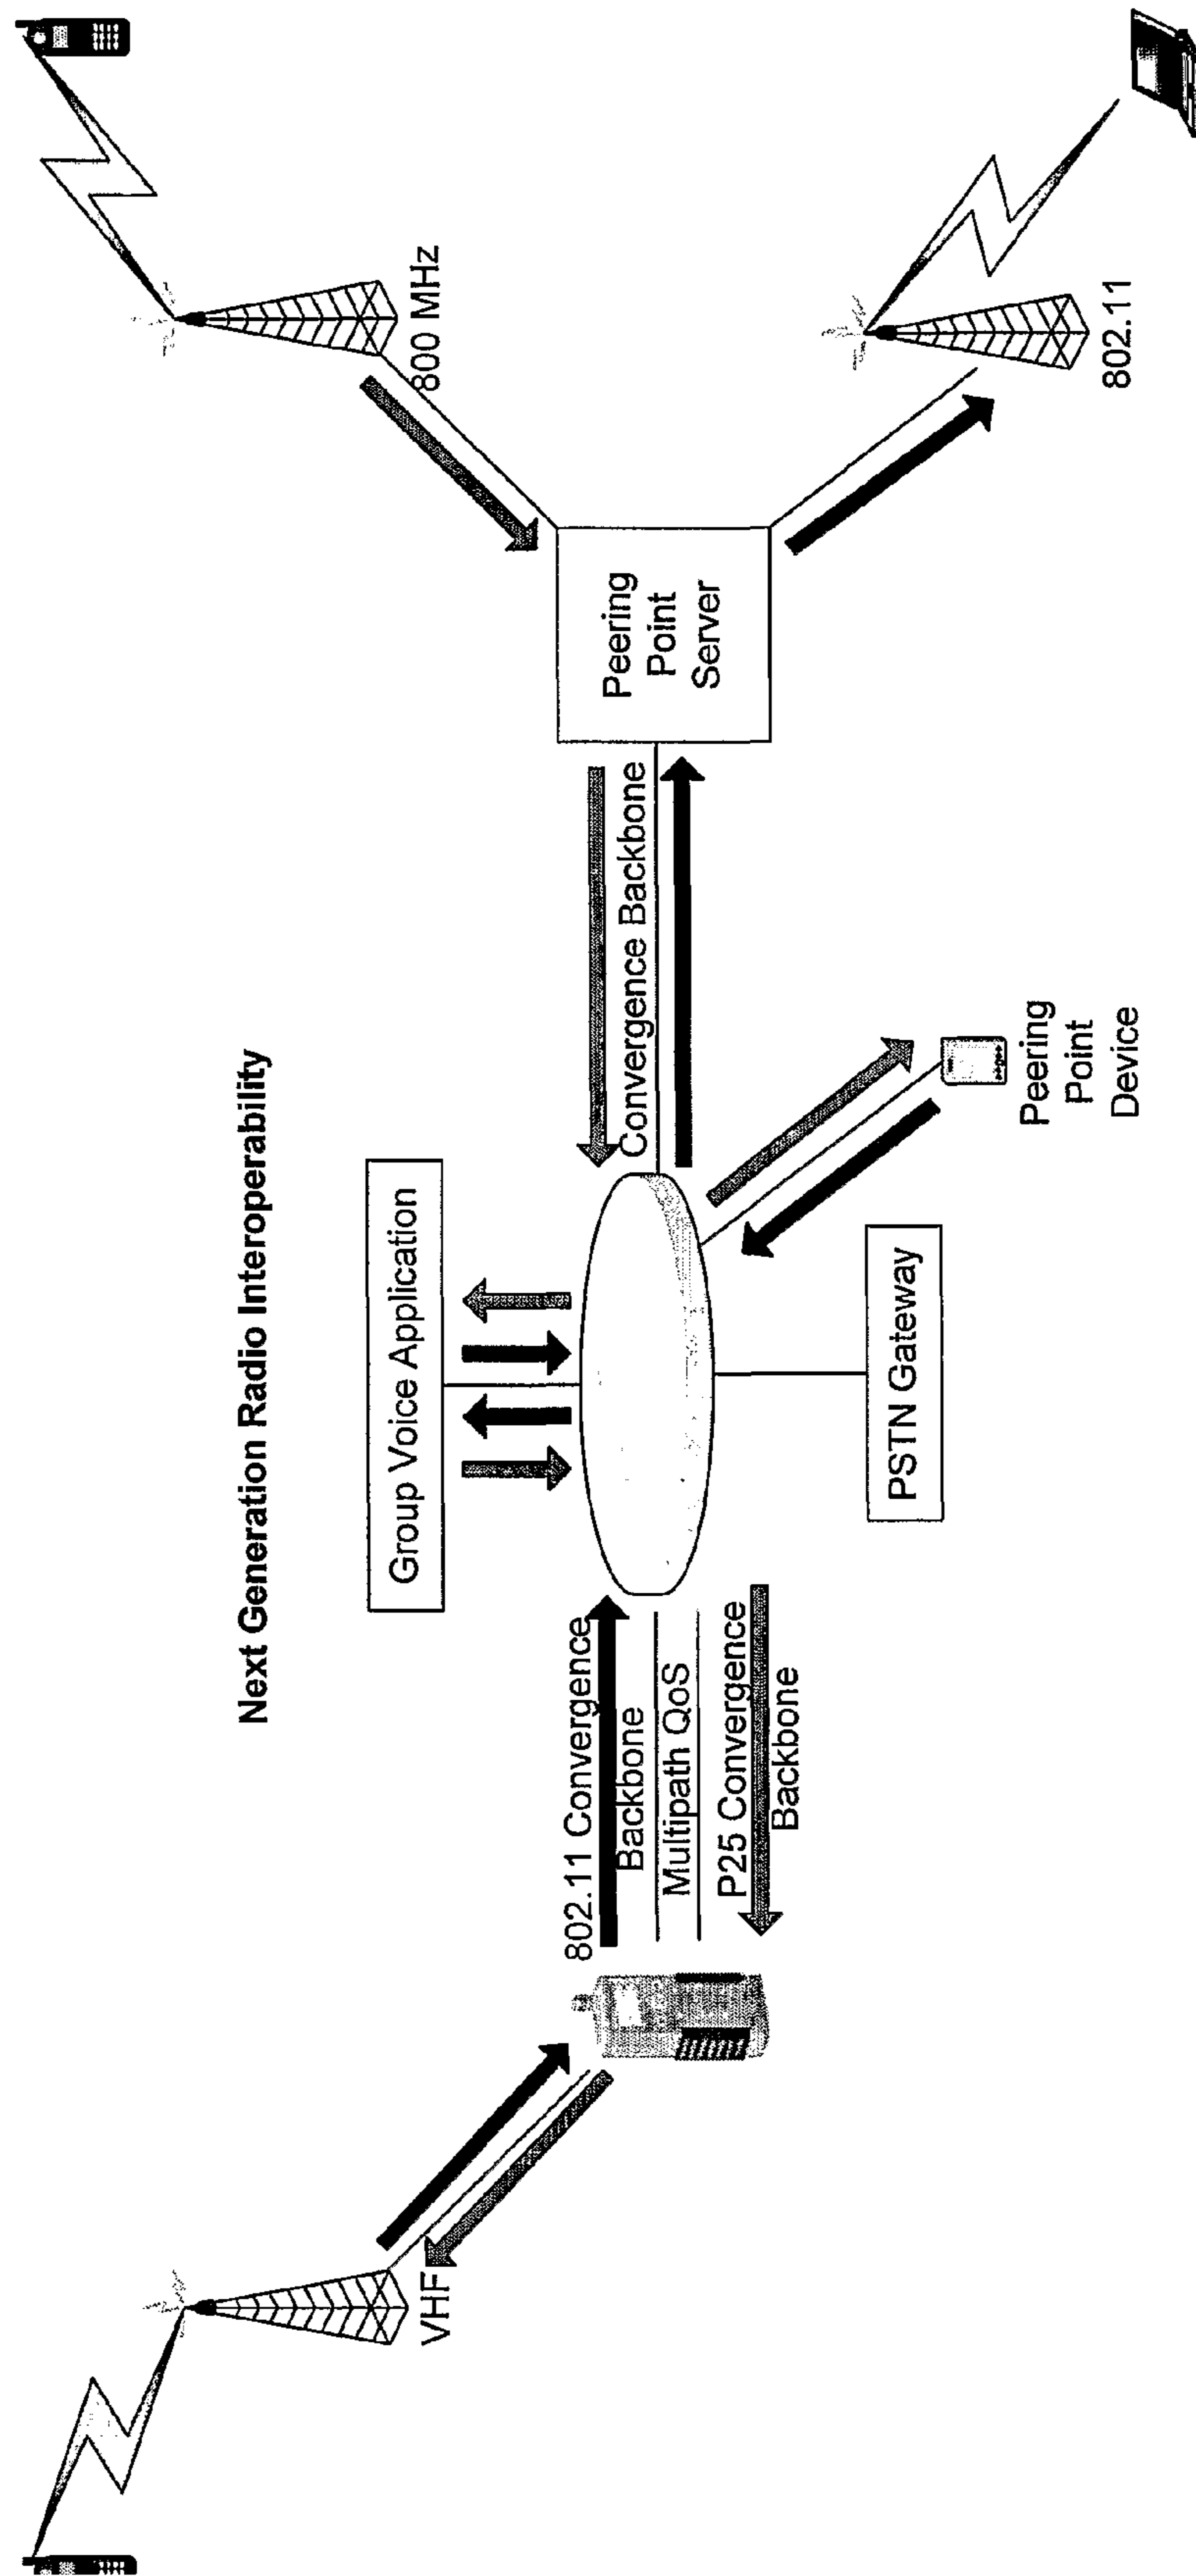 Next Generation Radio Interoperability
Group Voice Application
VHF
802.11 Convergence
Backbone
Multipath QoS
P25 Convergence
Backbone
PSTN Gateway
Convergence Backbone
Peering
Point
Device
Peering
Point
Server
800 MHz
802.11